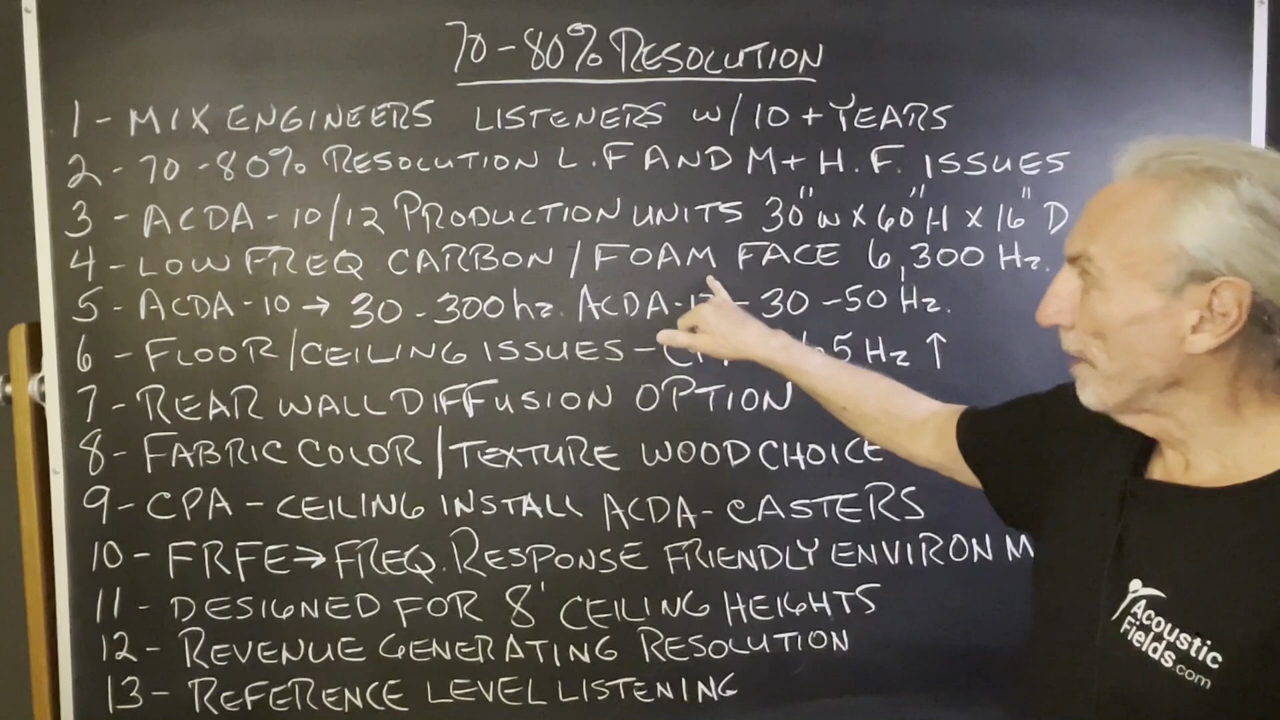 70-80% RESOLUTION
1 - MIX ENGINEERS LISTENERS W/10 + YEARS
2 - 70 - 80% RESOLUTION L.F AND M + H.F. ISSUES
3 - ACDA - 10/12 PRODUCTION UNITS 30"W X 60"H X 16" D
4 - LOW FREQ CARBON / FOAM FACE 6,300 Hz.
5 - ACDA-10 → 30 - 300 hz. ACDA- - 30 - 50 Hz.
6 - FLOOR/CEILING ISSUES - 5 Hz ↑
7 - REAR WALL DIFFUSION OPTION
8 - FABRIC COLOR/TEXTURE WOOD CHOICE
9 - CPA - CEILING INSTALL ACDA - CASTERS
10 - FRFE → FREQ. RESPONSE FRIENDLY ENVIRONM
11 - DESIGNED FOR 8' CEILING HEIGHTS
12 - REVENUE GENERATING RESOLUTION
13 - REFERENCE LEVEL LISTENING
Acoustic
Fields.com